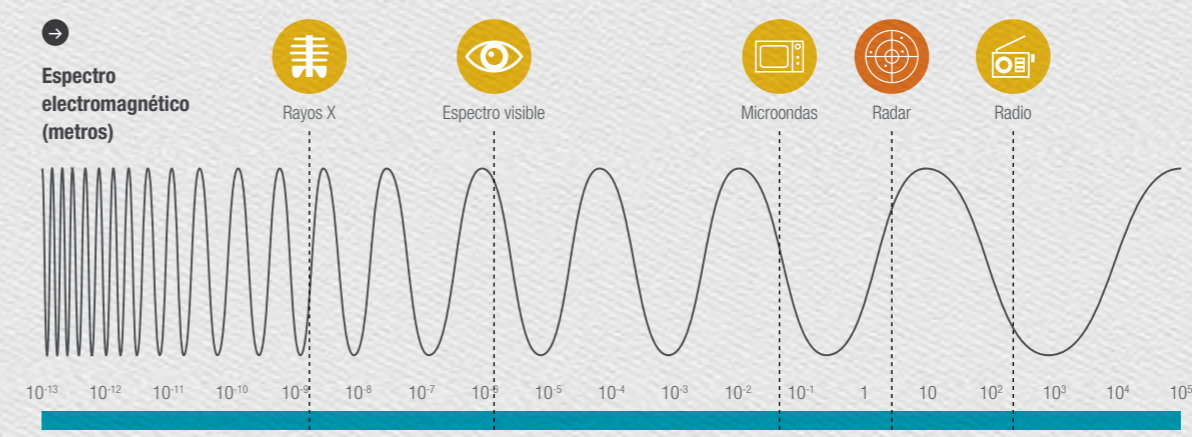 Espectro
electromagnético
(metros)
Rayos X
Espectro visible
Microondas
Radar
Radio
10⁻¹³ 10⁻¹² 10⁻¹¹ 10⁻¹⁰ 10⁻⁹ 10⁻⁸ 10⁻⁷ 10⁻⁶ 10⁻⁵ 10⁻⁴ 10⁻³ 10⁻² 10⁻¹ 1 10 10² 10³ 10⁴ 10⁵